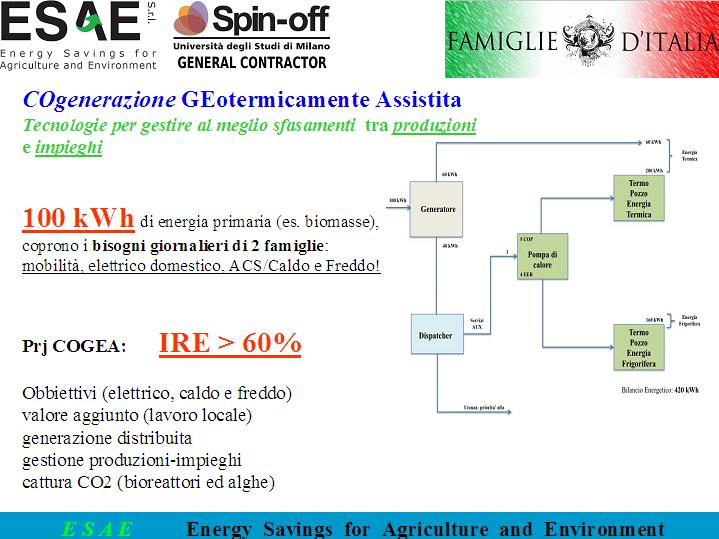 ESAE S.r.l.
Energy Savings for
Agriculture and Environment
Spin-off
Università degli Studi di Milano
GENERAL CONTRACTOR
FAMIGLIE D'ITALIA
COgenerazione GEotermicamente Assistita
Tecnologie per gestire al meglio sfasamenti tra produzioni
e impieghi
100 kWh di energia primaria (es. biomasse),
coprono i bisogni giornalieri di 2 famiglie:
mobilità, elettrico domestico, ACS/Caldo e Freddo!
Prj COGEA: IRE > 60%
Obbiettivi (elettrico, caldo e freddo)
valore aggiunto (lavoro locale)
generazione distribuita
gestione produzioni-impieghi
cattura CO2 (bioreattori ed alghe)
60 kWh
Energia
Termica
200 kWh
60 kWh
100 kWh
Generatore
Termo
Pozzo
Energia
Termica
40 kWh
5 COP
Pompa di
calore
4 EER
1
Servizi
AUX
Dispatcher
160 kWh
Energia
Frigorifera
Termo
Pozzo
Energia
Frigorifera
Bilancio Energetico: 420 kWh
Utenza: priorita' alta
ESAE Energy Savings for Agriculture and Environment